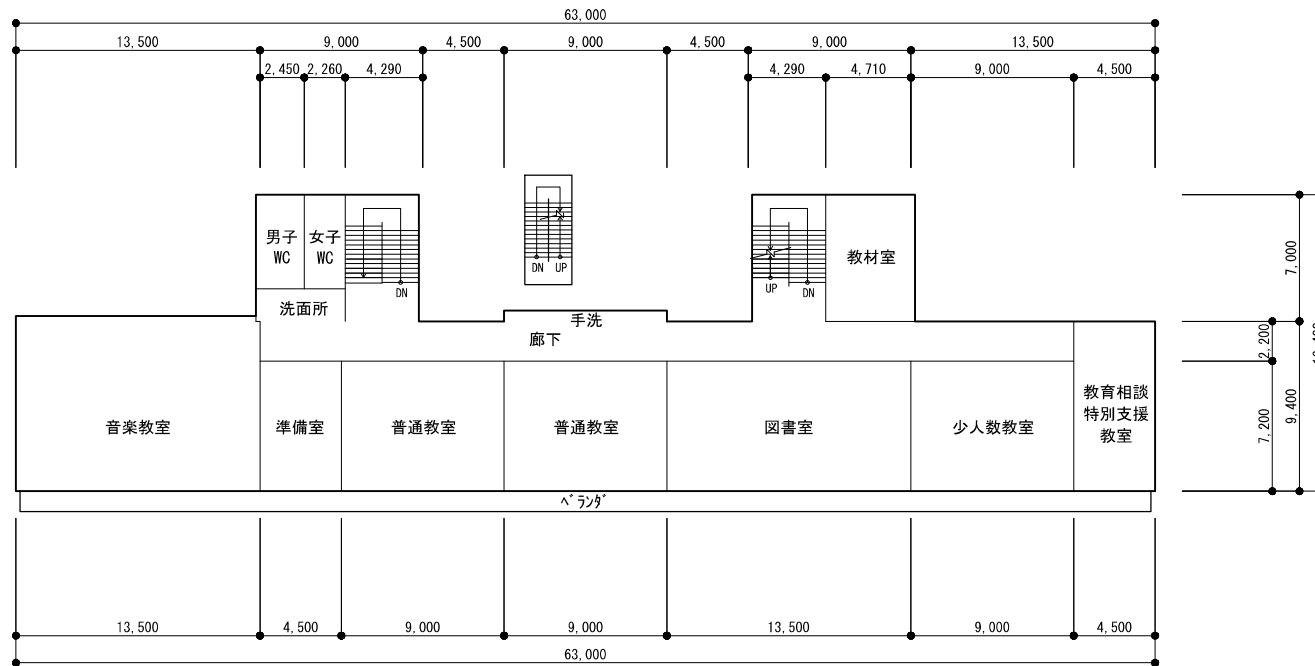 63,000
13,500 9,000 4,500 9,000 4,500 9,000 13,500
2,450 2,260 4,290 4,290 4,710 9,000 4,500
男子
WC
女子
WC
DN
DN UP
UP DN
教材室
7,000
洗面所
手洗
廊下
2,200
音楽教室 準備室 普通教室 普通教室 図書室 少人数教室
教育相談
特別支援
教室
7,200
9,400
ベランダ
13,500 4,500 9,000 9,000 13,500 9,000 4,500
63,000